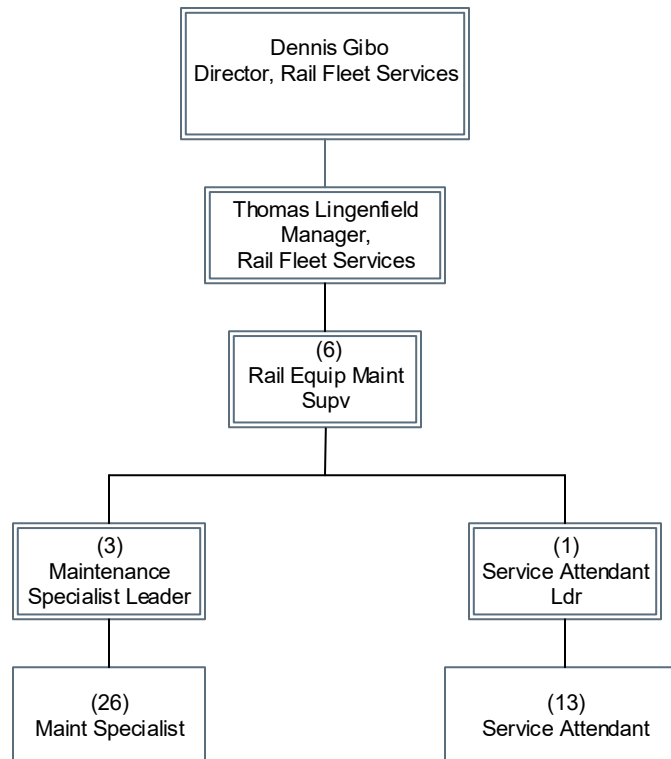 Dennis Gibo
Director, Rail Fleet Services
Thomas Lingenfield
Manager,
Rail Fleet Services
(6)
Rail Equip Maint
Supv
(3)
Maintenance
Specialist Leader
(1)
Service Attendant
Ldr
(26)
Maint Specialist
(13)
Service Attendant